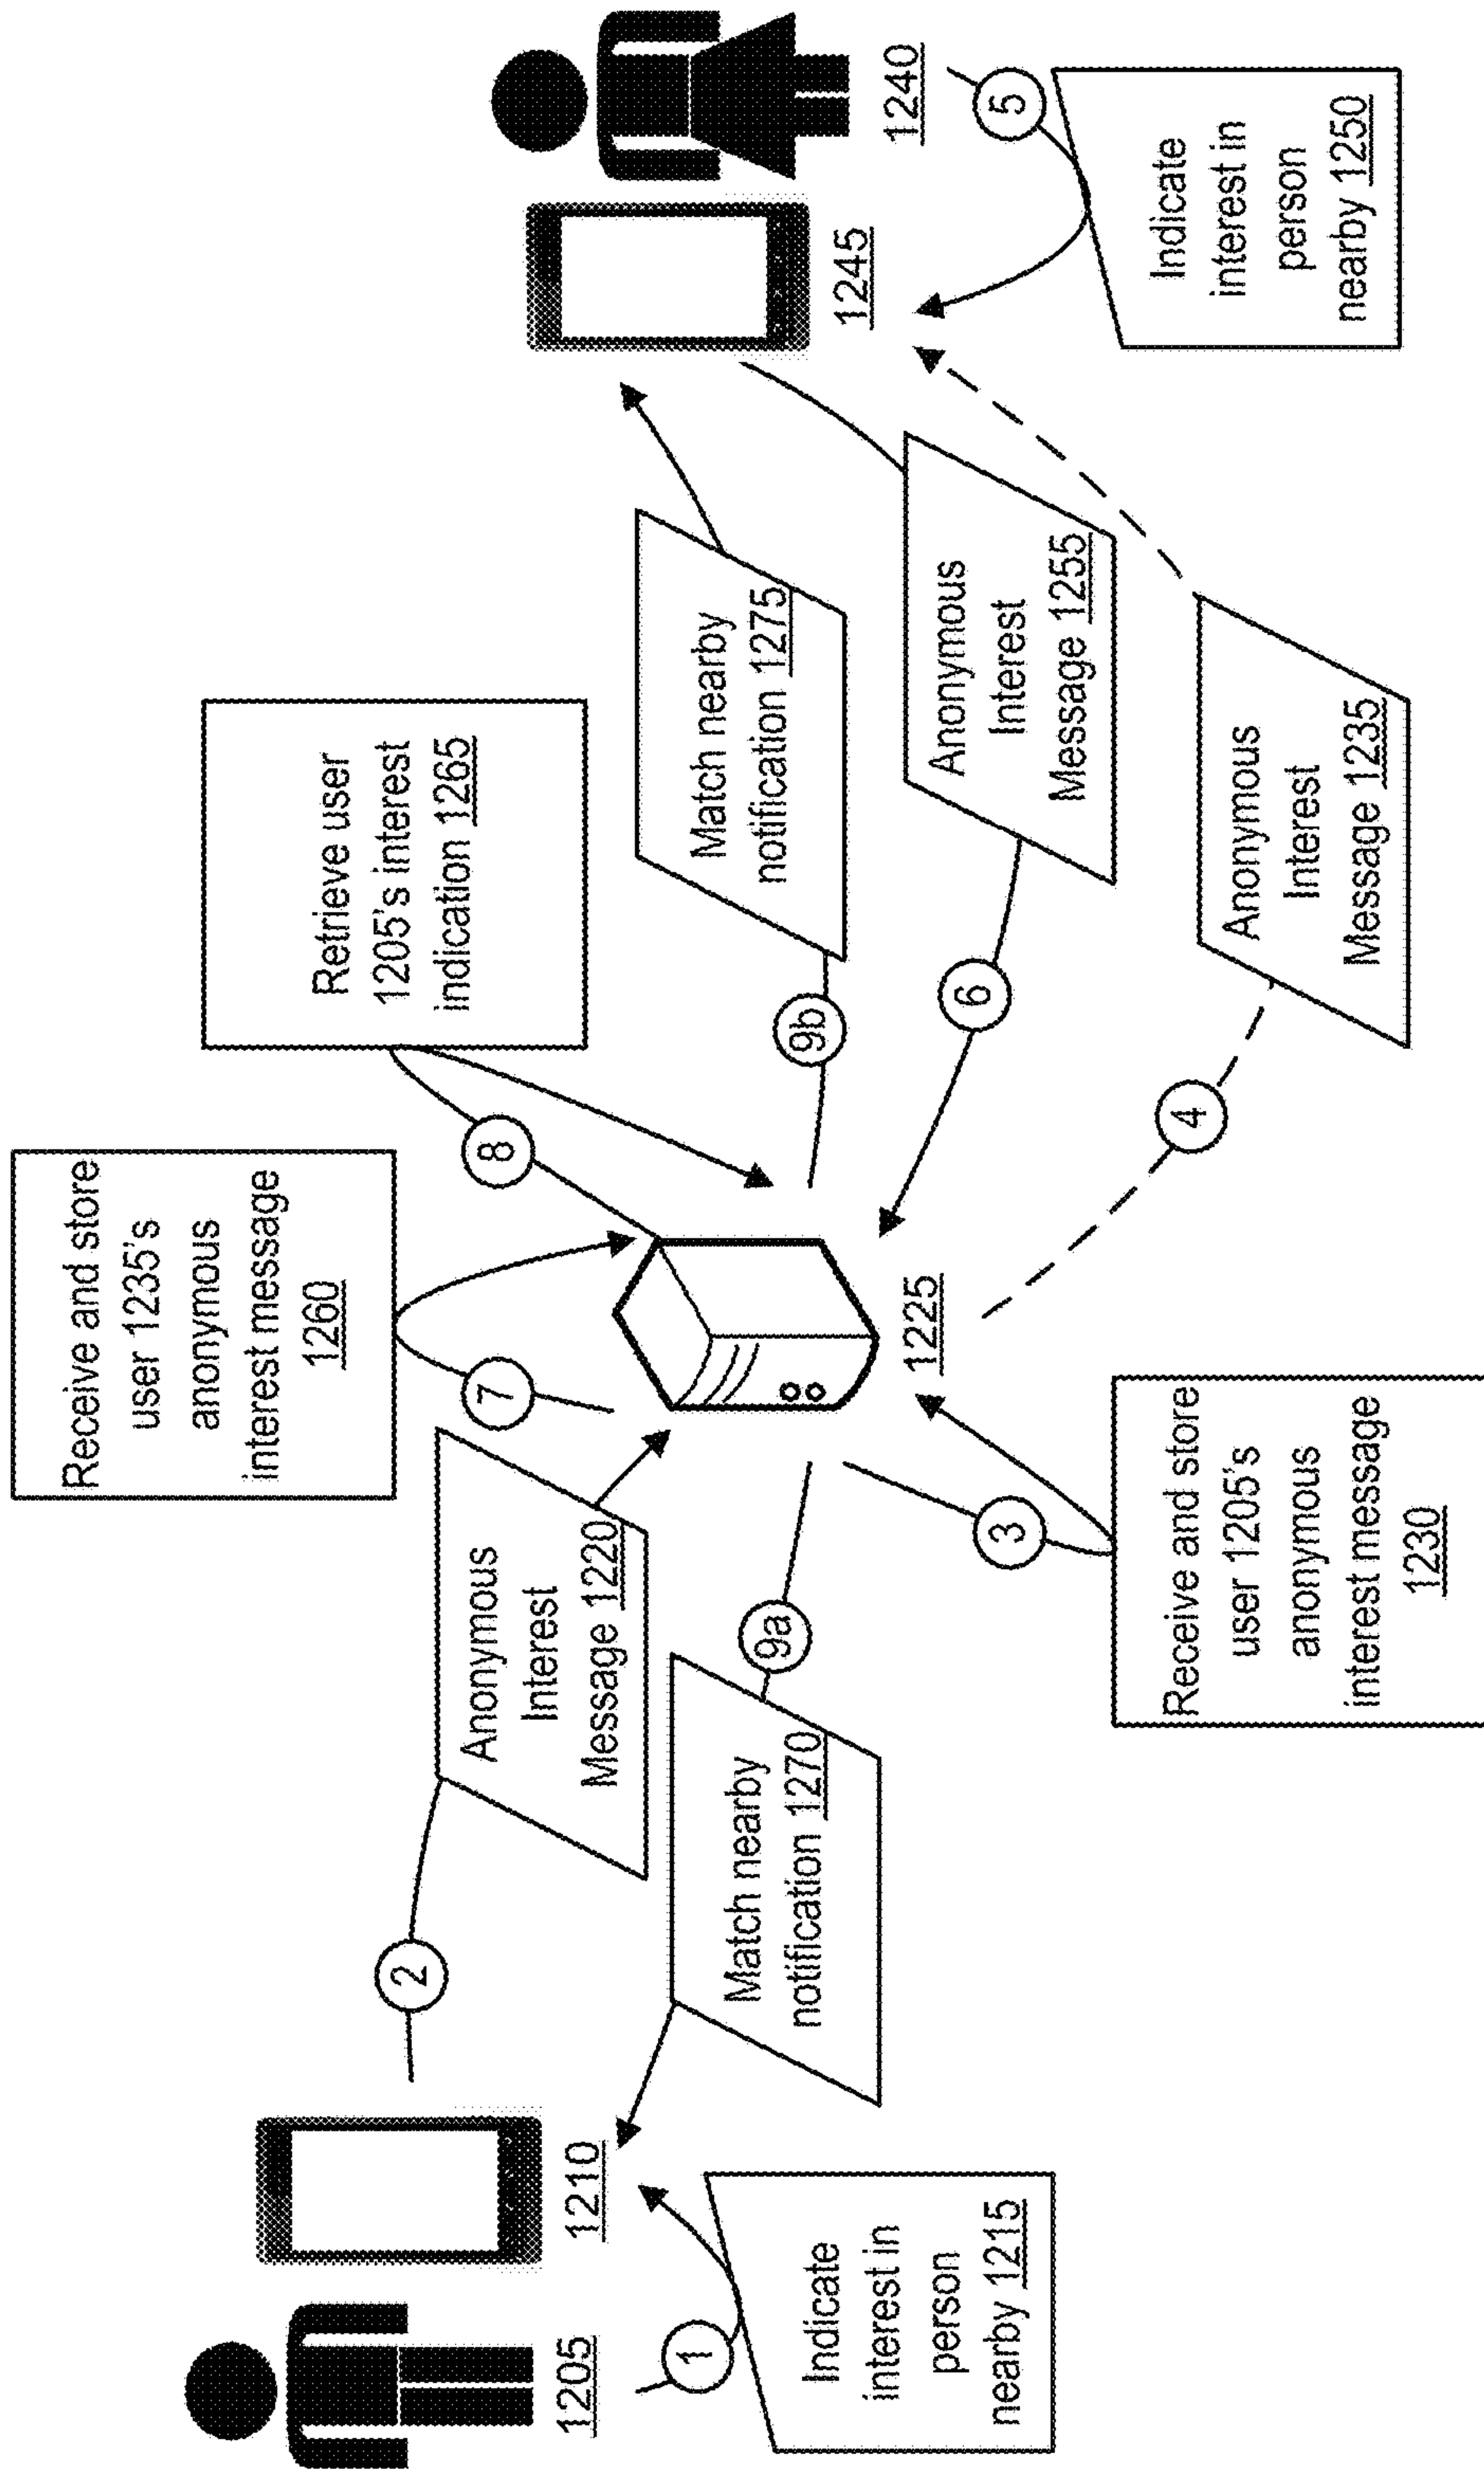 1205
1210
1
Indicate
interest in
person
nearby 1215
2
Anonymous
Interest
Message 1220
Match nearby
notification 1270
9a
3
Receive and store
user 1205's
anonymous
interest message
1230
1225
7
Receive and store
user 1235's
anonymous
interest message
1260
8
Retrieve user
1205's interest
indication 1265
9b
Match nearby
notification 1275
6
Anonymous
Interest
Message 1255
4
Anonymous
Interest
Message 1235
1245
1240
5
Indicate
interest in
person
nearby 1250